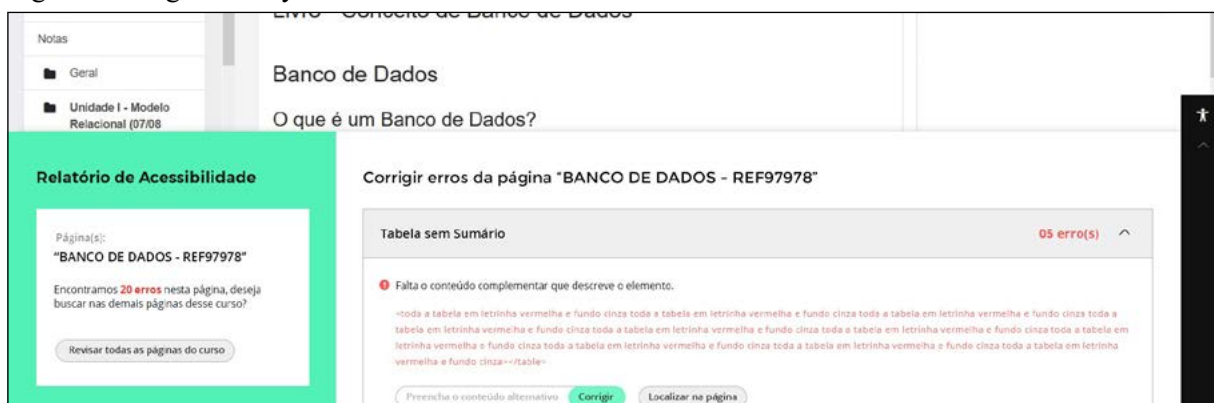 Livro - Conceito de Banco de Dados
Notas
Geral
Banco de Dados
Unidade I - Modelo
Relacional (07/08
O que é um Banco de Dados?
Relatório de Acessibilidade
Página(s):
"BANCO DE DADOS - REF97978"
Encontramos 20 erros nesta página, deseja
buscar nas demais páginas desse curso?
Revisar todas as páginas do curso
Corrigir erros da página "BANCO DE DADOS - REF97978"
Tabela sem Sumário 05 erro(s)
Falta o conteúdo complementar que descreve o elemento.
<toda a tabela em letrinha vermelha e fundo cinza toda a tabela em letrinha vermelha e fundo cinza toda a tabela em letrinha vermelha e fundo cinza toda a
tabela em letrinha vermelha e fundo cinza toda a tabela em letrinha vermelha e fundo cinza toda a tabela em letrinha vermelha e fundo cinza toda a tabela em
letrinha vermelha e fundo cinza toda a tabela em letrinha vermelha e fundo cinza toda a tabela em letrinha vermelha e fundo cinza toda a tabela em letrinha
vermelha e fundo cinza></table>
Preencha o conteúdo alternativo Corrigir Localizar na página